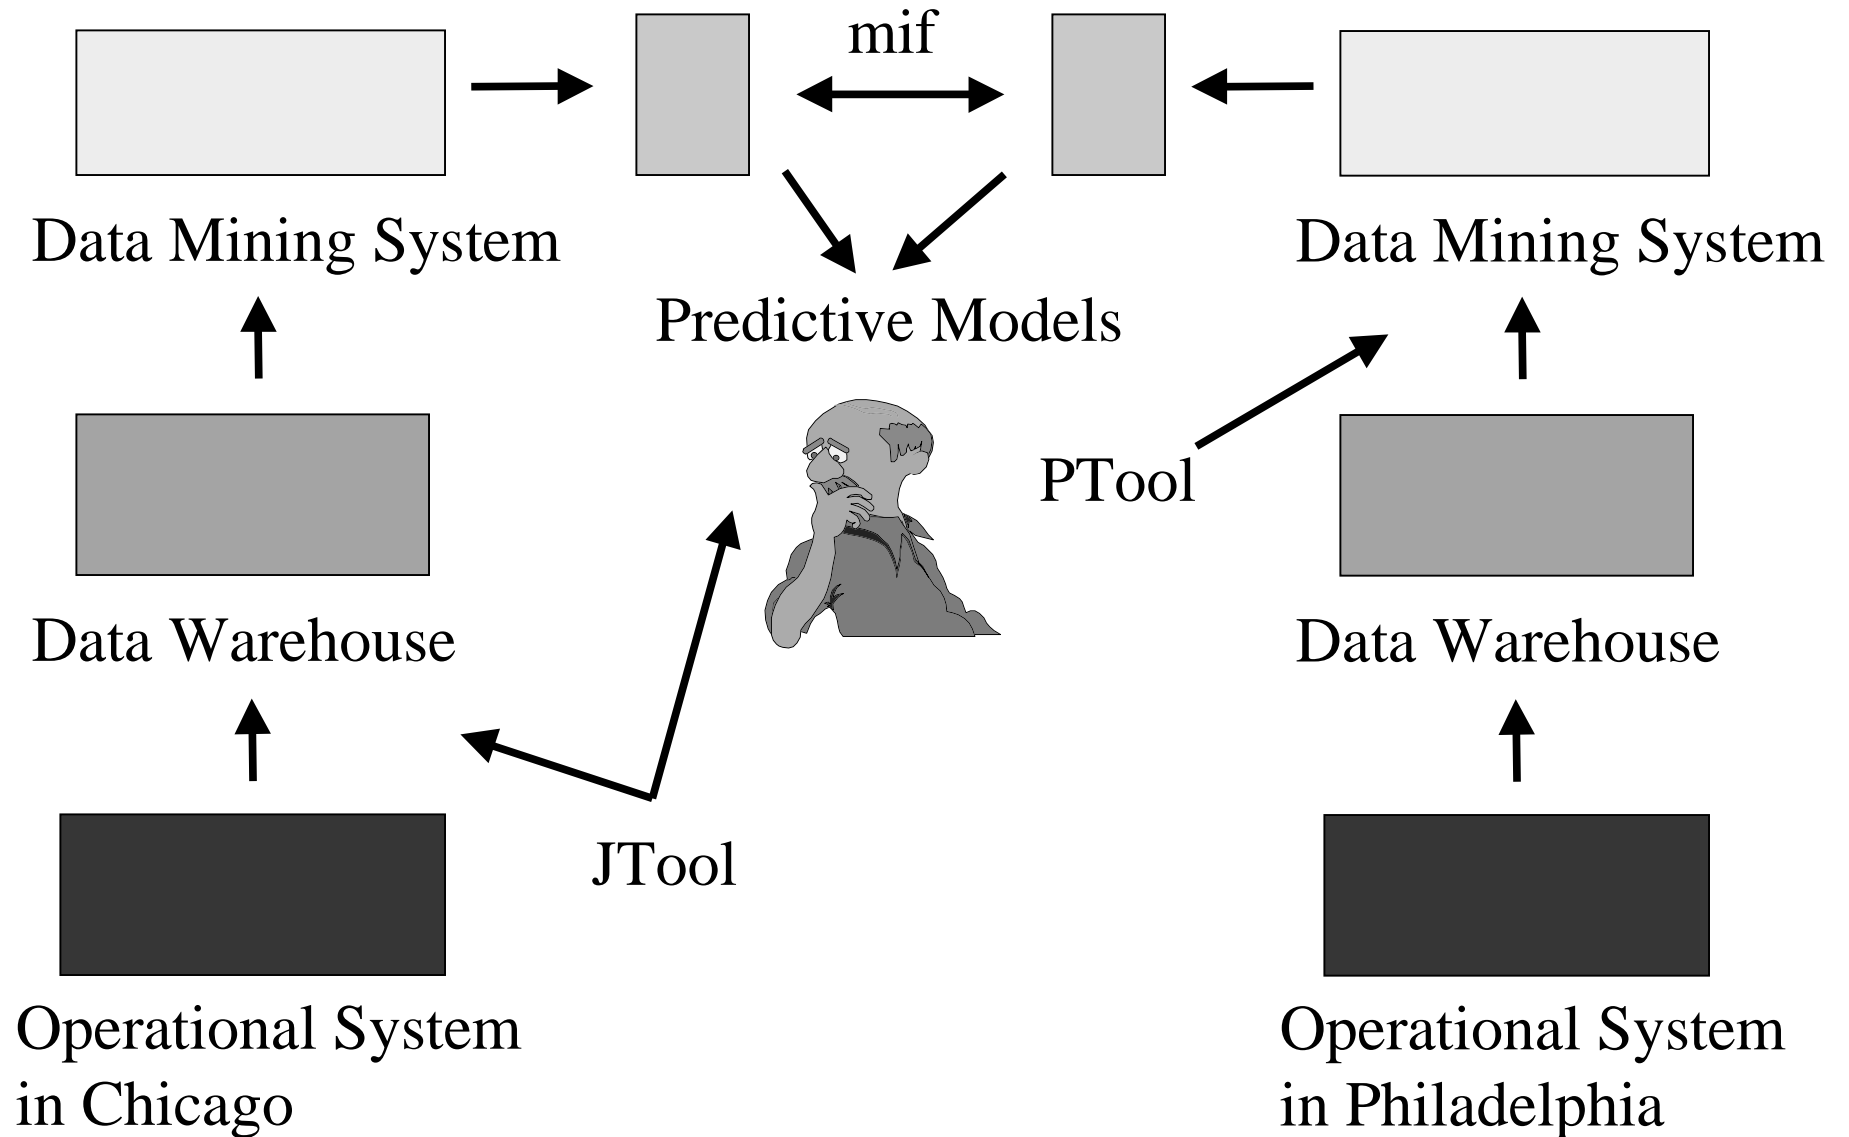 mif
Data Mining System
Data Mining System
Predictive Models
PTool
Data Warehouse
Data Warehouse
JTool
Operational System
in Chicago
Operational System
in Philadelphia